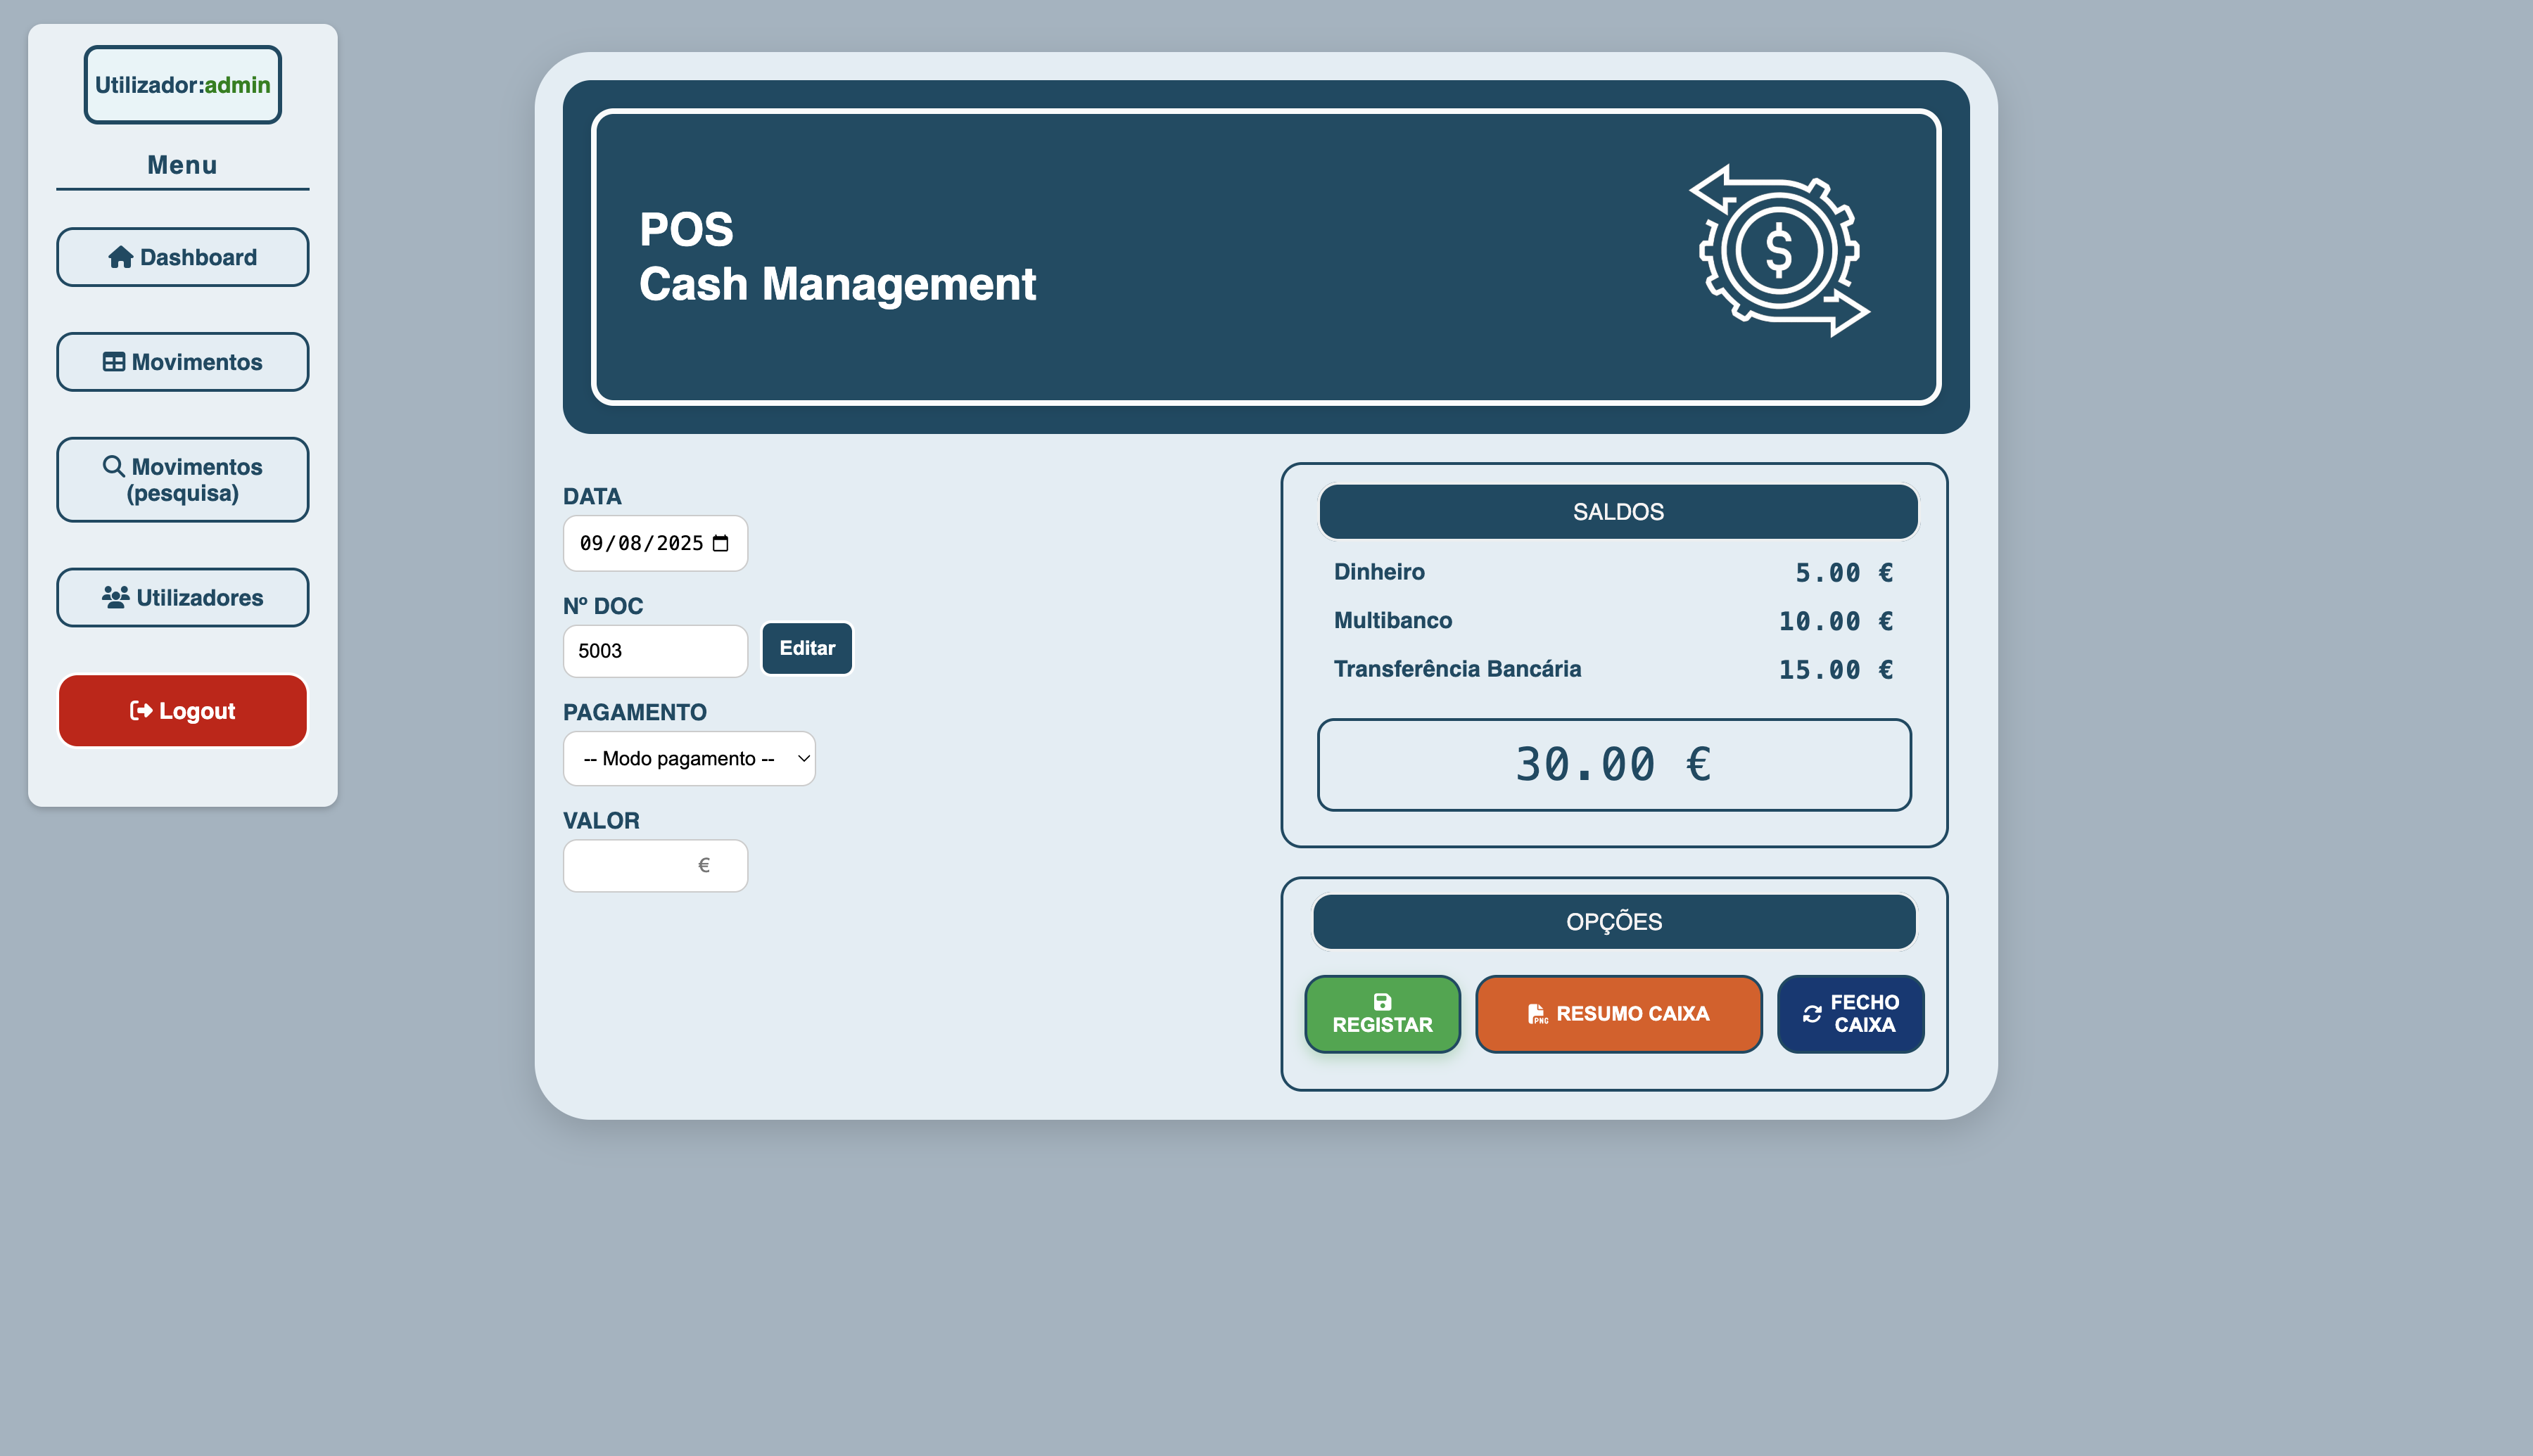 Utilizador:admin
Menu
Dashboard
Movimentos
Movimentos
(pesquisa)
Utilizadores
Logout
POS
Cash Management
$
DATA
09/08/2025
Nº DOC
5003
Editar
PAGAMENTO
-- Modo pagamento --
VALOR
€
SALDOS
Dinheiro 5.00 €
Multibanco 10.00 €
Transferência Bancária 15.00 €
30.00 €
OPÇÕES
REGISTAR
PNG
RESUMO CAIXA
FECHO
CAIXA